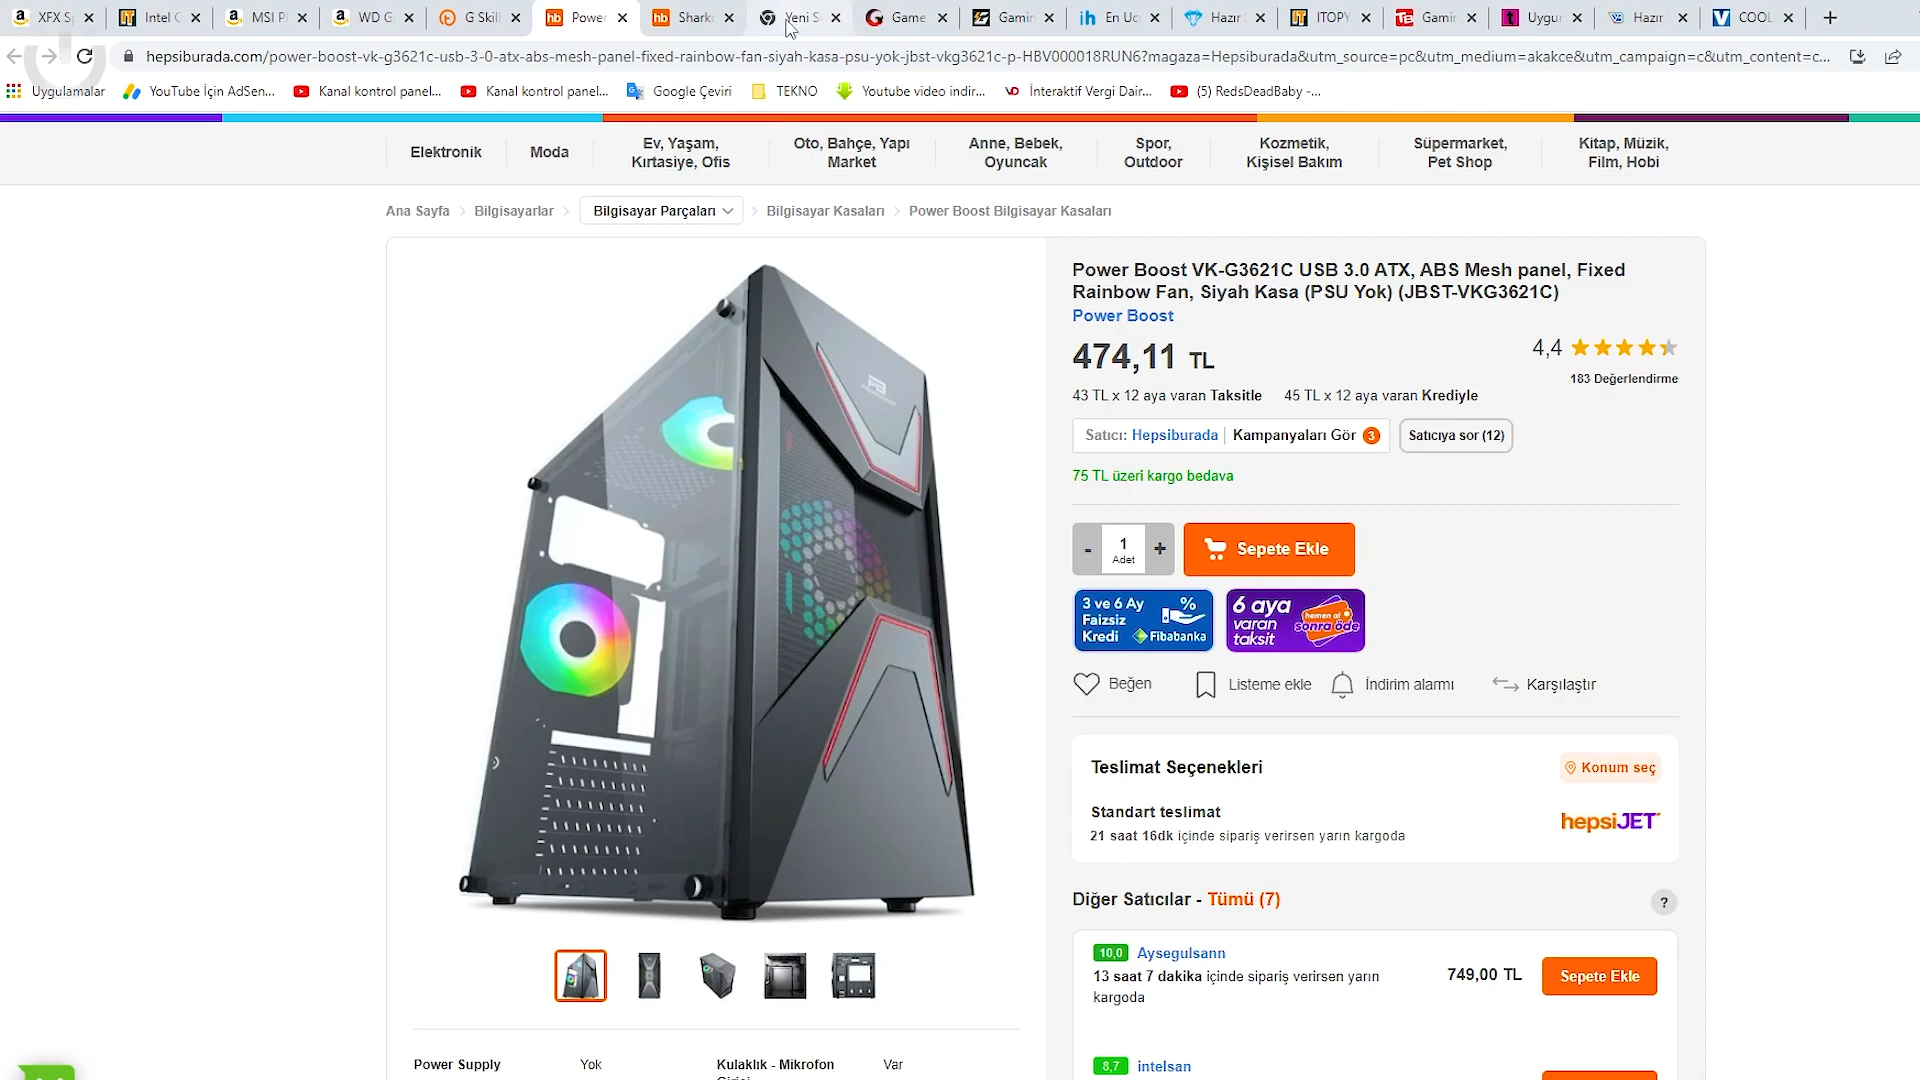 XFX Sp
Intel C
MSI P
WD G
G Skill
Power
Shark
Yeni S
Game
Gamin
En Uc
Hazır
ITOPY
Gamin
Uygur
Hazır
COOL
hepsiburada.com/power-boost-vk-g3621c-usb-3-0-atx-abs-mesh-panel-fixed-rainbow-fan-siyah-kasa-psu-yok-jbst-vkg3621c-p-HBV000018RUN6?magaza=Hepsiburada&utm_source=pc&utm_medium=akakce&utm_campaign=c&utm_content=c...
Uygulamalar
YouTube İçin AdSen...
Kanal kontrol panel...
Kanal kontrol panel...
Google Çeviri
TEKNO
Youtube video indir...
İnteraktif Vergi Dair...
(5) RedsDeadBaby -...
Elektronik
Moda
Ev, Yaşam,
Kırtasiye, Ofis
Oto, Bahçe, Yapı
Market
Anne, Bebek,
Oyuncak
Spor,
Outdoor
Kozmetik,
Kişisel Bakım
Süpermarket,
Pet Shop
Kitap, Müzik,
Film, Hobi
Ana Sayfa
Bilgisayarlar
Bilgisayar Parçaları
Bilgisayar Kasaları
Power Boost Bilgisayar Kasaları
Power Boost VK-G3621C USB 3.0 ATX, ABS Mesh panel, Fixed
Rainbow Fan, Siyah Kasa (PSU Yok) (JBST-VKG3621C)
Power Boost
474,11 TL
4,4
183 Değerlendirme
43 TL x 12 aya varan Taksitle
45 TL x 12 aya varan Krediyle
Satıcı: Hepsiburada
Kampanyaları Gör 3
Satıcıya sor (12)
75 TL üzeri kargo bedava
- 1 +
Adet
Sepete Ekle
3 ve 6 Ay
Faizsiz
Kredi
%
Fibabanka
6 aya
varan
taksit
hemen al
sonra öde
Beğen
Listeme ekle
İndirim alarmı
Karşılaştır
Teslimat Seçenekleri
Konum seç
Standart teslimat
21 saat 16dk içinde sipariş verirsen yarın kargoda
hepsiJET
Diğer Satıcılar - Tümü (7)
?
10,0 Aysegulsann
13 saat 7 dakika içinde sipariş verirsen yarın
kargoda
749,00 TL
Sepete Ekle
8,7 intelsan
Power Supply
Yok
Kulaklık - Mikrofon
Var